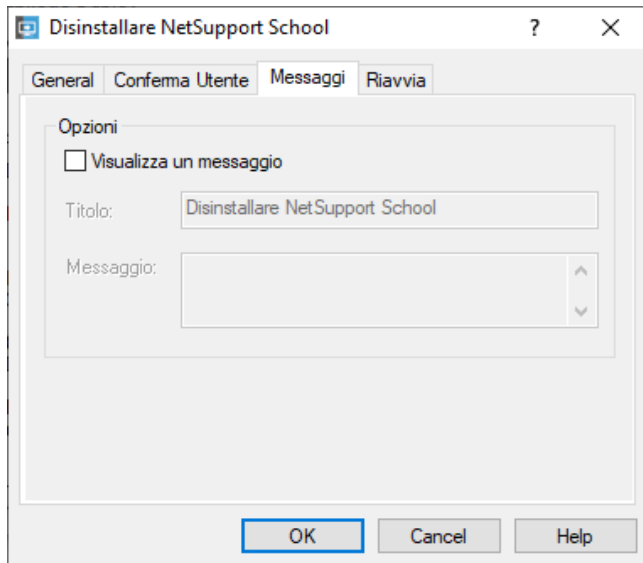 Disinstallare NetSupport School
General Conferma Utente Messaggi Riavvia
Opzioni
Visualizza un messaggio
Titolo: Disinstallare NetSupport School
Messaggio:
OK Cancel Help